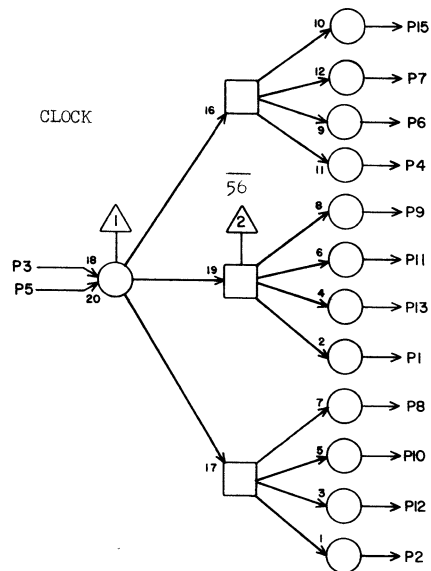 10 P15
12 P7
CLOCK 16 9 P6
11 P4
56
8 P9
1 2
6 P11
P3 18 19
P5 20 4 P13
2 P1
7 P8
17 5 P10
3 P12
1 P2